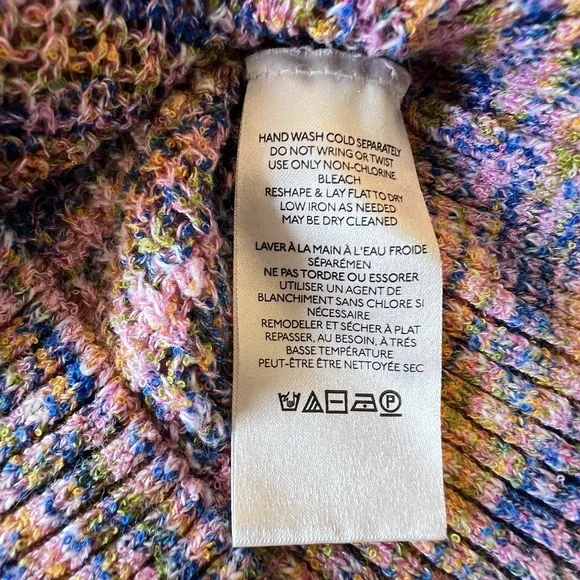 HAND WASH COLD SEPARATELY
DO NOT WRING OR TWIST
USE ONLY NON-CHLORINE
BLEACH
RESHAPE & LAY FLAT TO DRY
LOW IRON AS NEEDED
MAY BE DRY CLEANED
LAVER À LA MAIN À L'EAU FROIDE
SÉPARÉMEN
NE PAS TORDRE OU ESSORER
UTILISER UN AGENT DE
BLANCHIMENT SANS CHLORE SI
NÉCESSAIRE
REMODELER ET SÉCHER À PLAT
REPASSER, AU BESOIN, À TRÉS
BASSE TEMPÉRATURE
PEUT-ÊTRE ÊTRE NETTOYÉE SEC
P